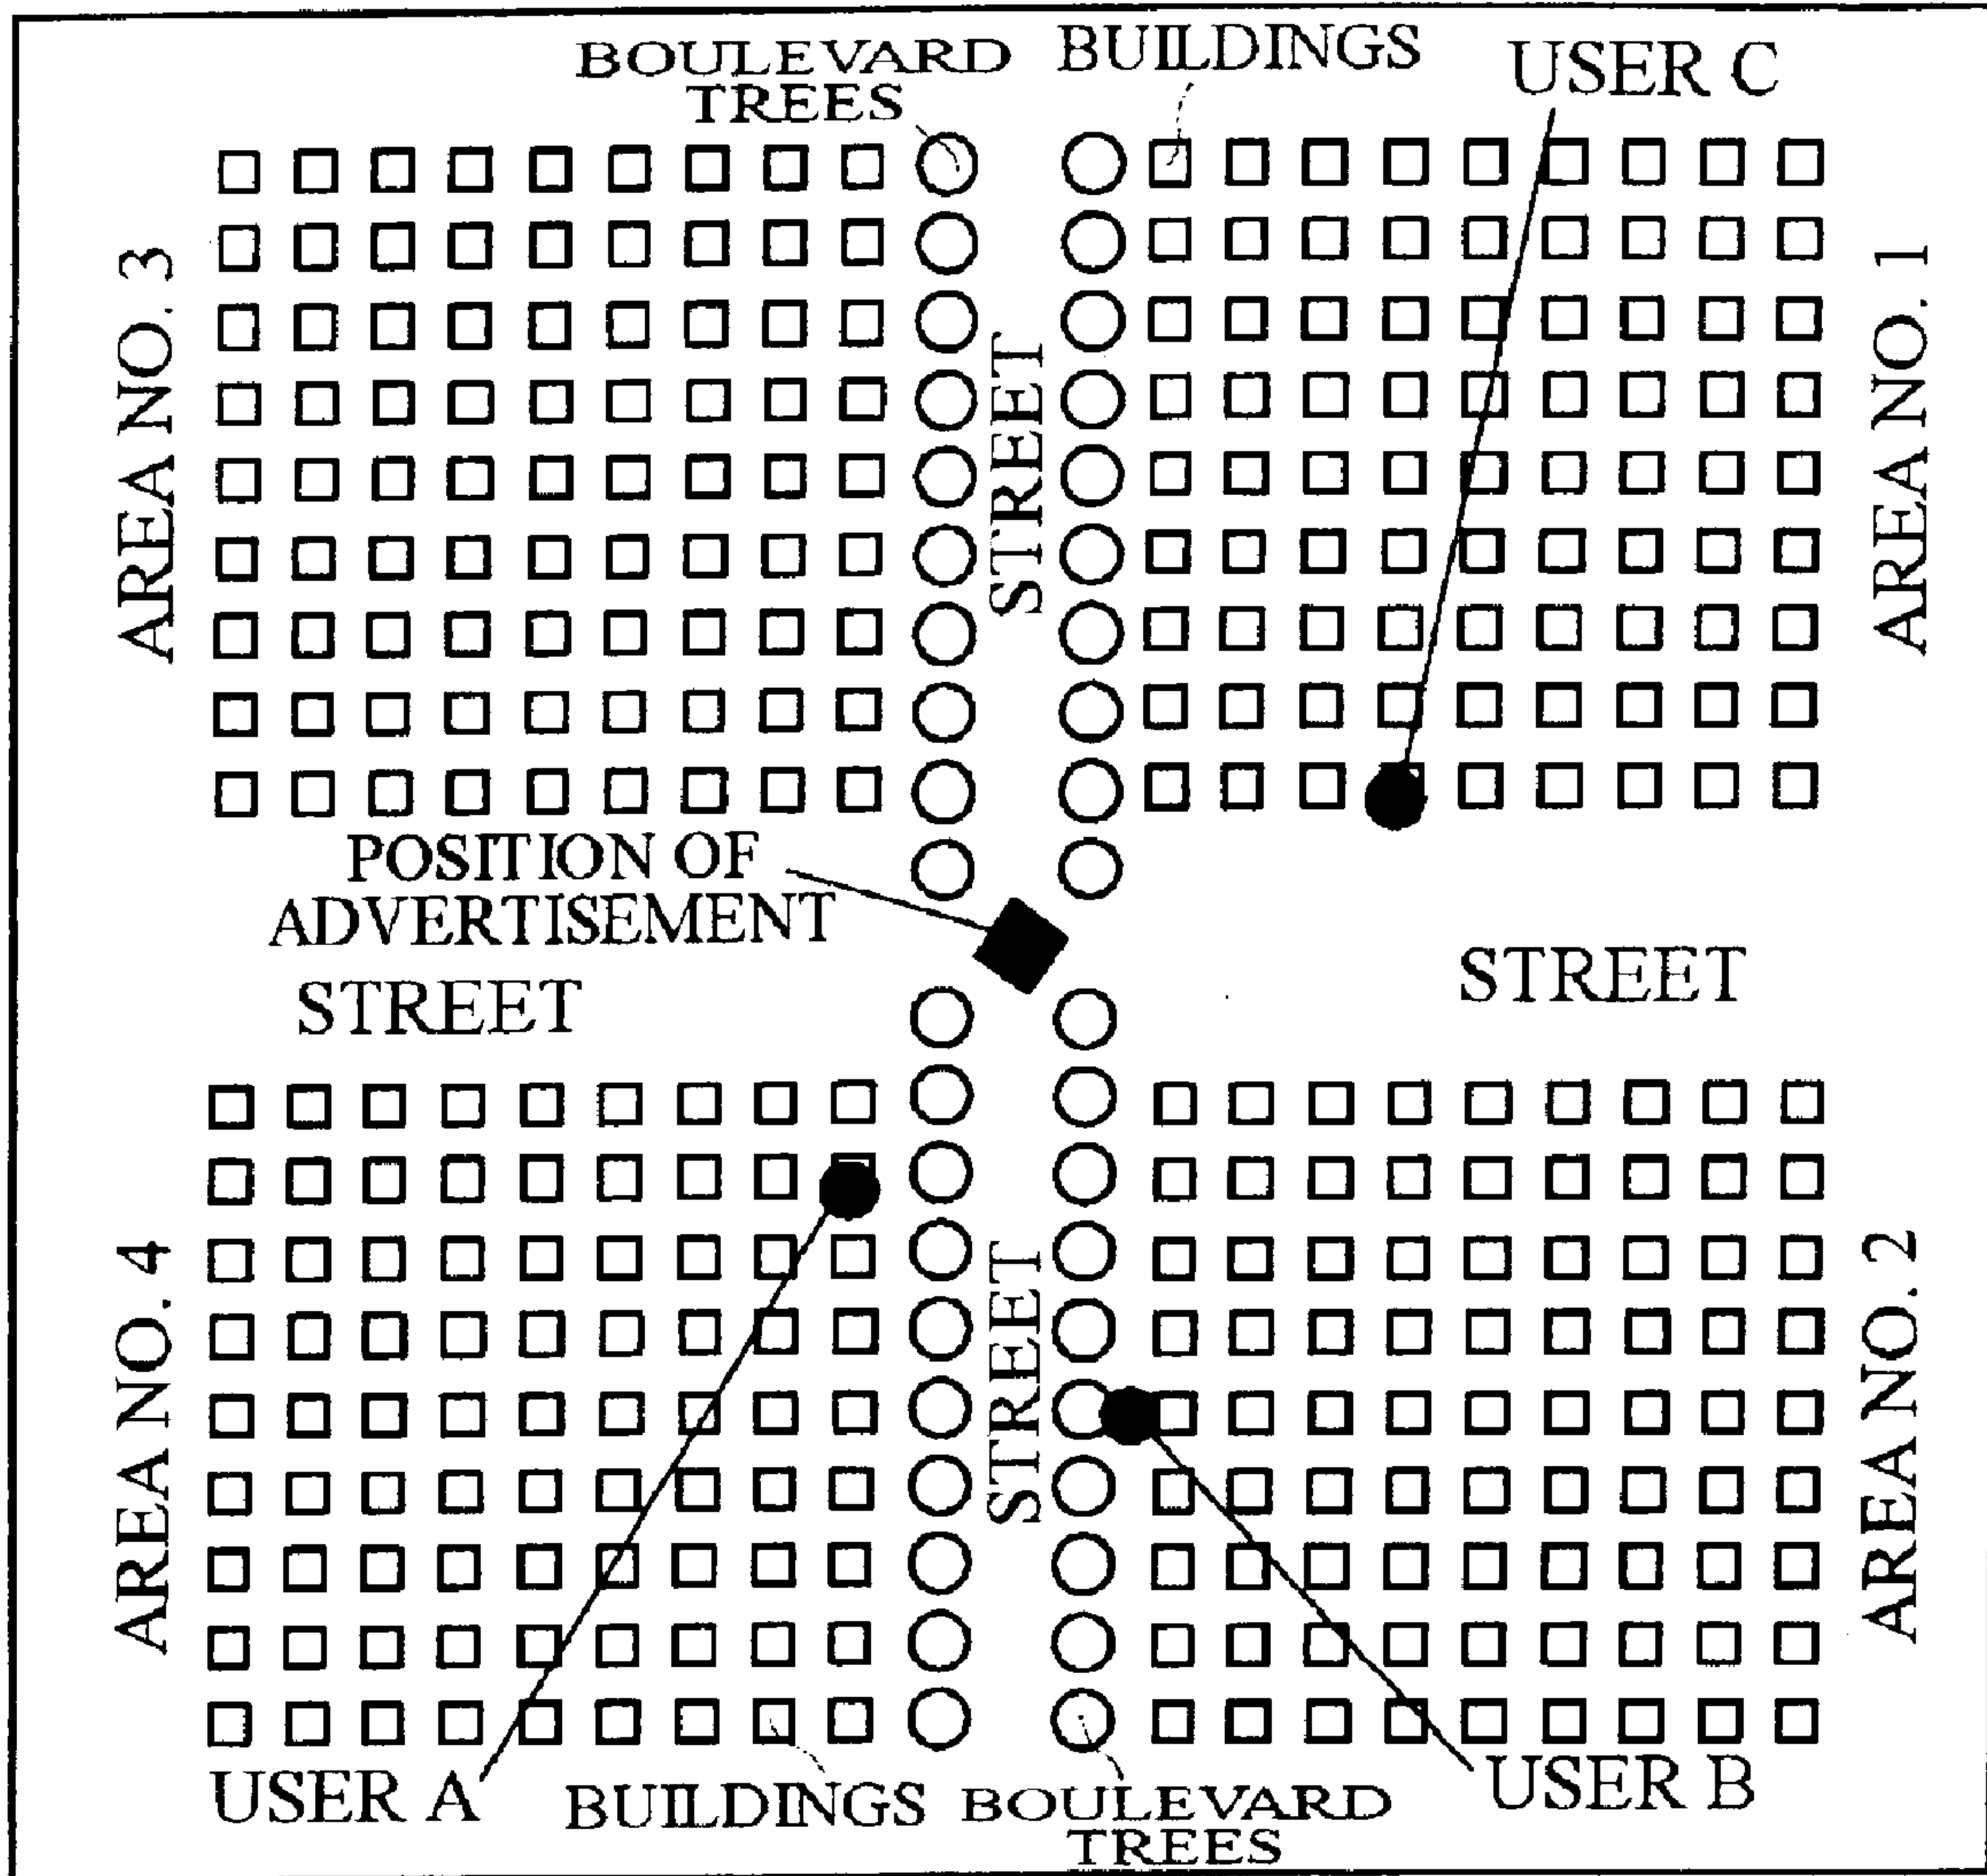 BOULEVARD
TREES
BUILDINGS
USER C
AREA NO. 3
STREET
AREA NO. 1
POSITION OF
ADVERTISEMENT
STREET
STREET
AREA NO. 4
STREET
AREA NO. 2
USER A
BUILDINGS
BOULEVARD
TREES
USER B